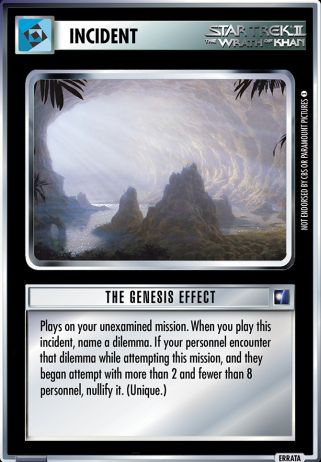 INCIDENT
STAR TREK II
THE WRATH OF KHAN
NOT ENDORSED BY CBS OR PARAMOUNT PICTURES
THE GENESIS EFFECT
Plays on your unexamined mission. When you play this
incident, name a dilemma. If your personnel encounter
that dilemma while attempting this mission, and they
began attempt with more than 2 and fewer than 8
personnel, nullify it. (Unique.)
ERRATA